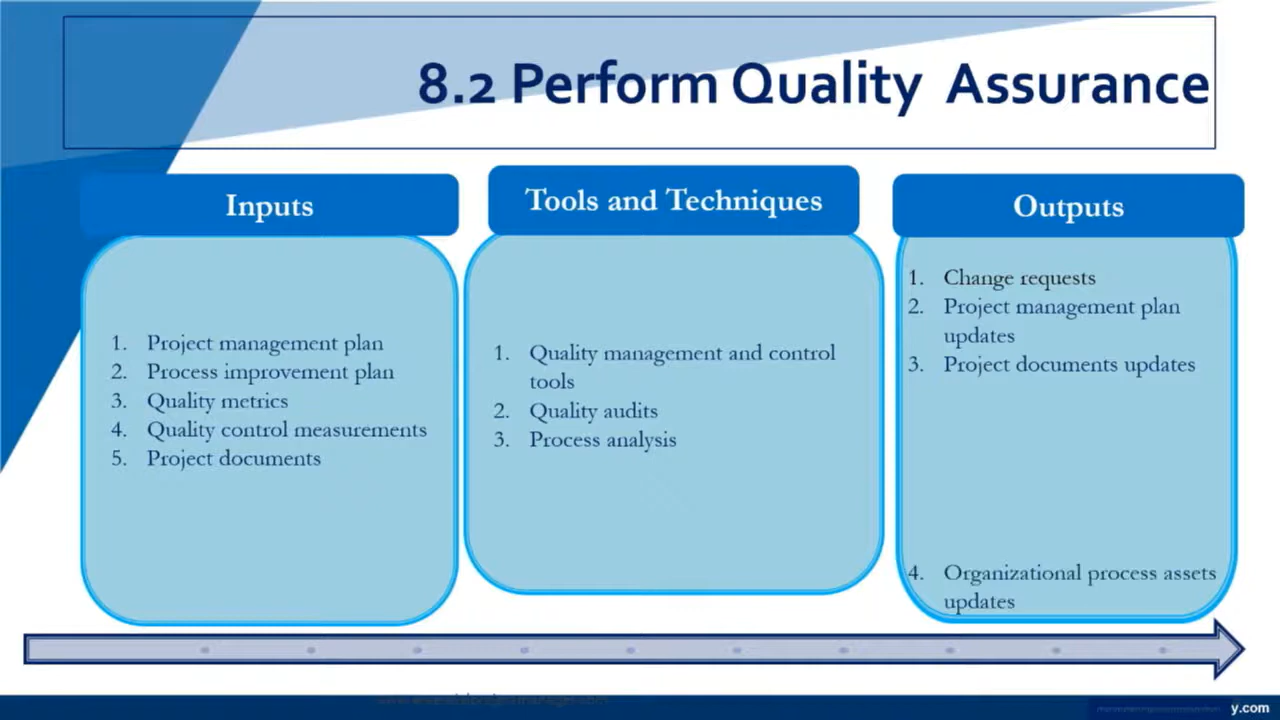 8.2 Perform Quality Assurance
Inputs
1. Project management plan
2. Process improvement plan
3. Quality metrics
4. Quality control measurements
5. Project documents
Tools and Techniques
1. Quality management and control
tools
2. Quality audits
3. Process analysis
Outputs
1. Change requests
2. Project management plan
updates
3. Project documents updates
4. Organizational process assets
updates
y.com